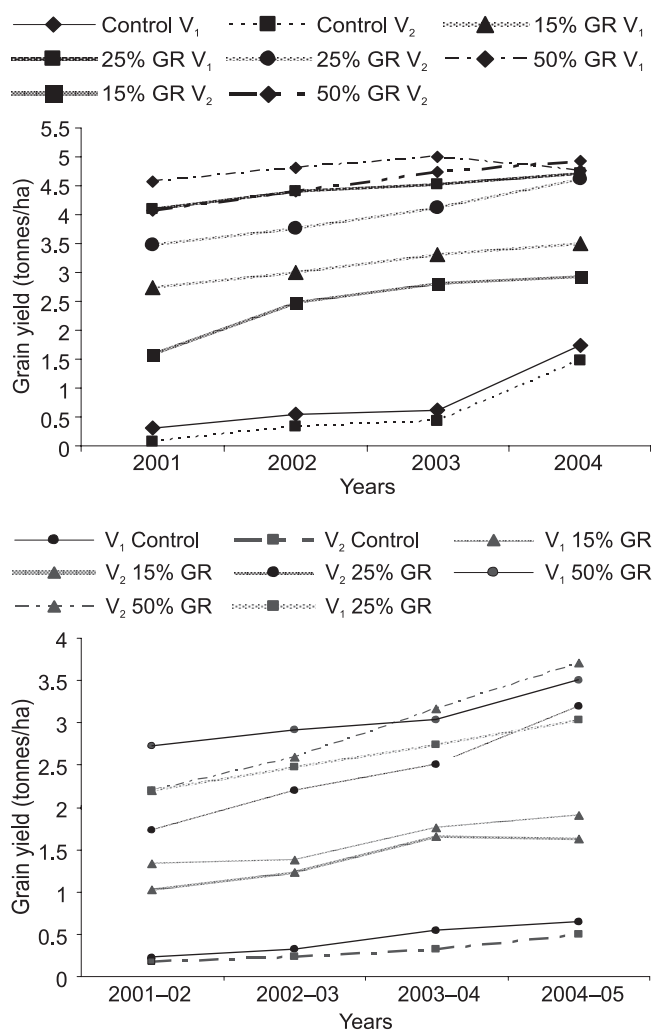 Control V₁ Control V₂ 15% GR V₁
25% GR V₁ 25% GR V₂ 50% GR V₁
15% GR V₂ 50% GR V₂
5.5
5
4.5
4
3.5
3
2.5
2
1.5
1
0.5
0
Grain yield (tonnes/ha)
2001 2002 2003 2004
Years
V₁ Control V₂ Control V₁ 15% GR
V₂ 15% GR V₂ 25% GR V₁ 50% GR
V₂ 50% GR V₁ 25% GR
4
3.5
3
2.5
2
1.5
1
0.5
0
Grain yield (tonnes/ha)
2001–02 2002–03 2003–04 2004–05
Years